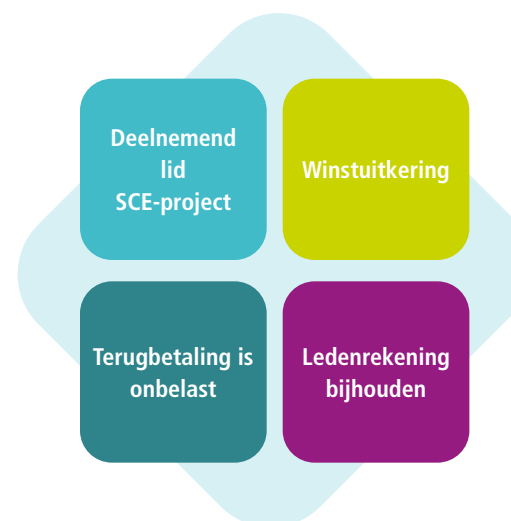 Deelnemend
lid
SCE-project
Winstuitkering
Terugbetaling is
onbelast
Ledenrekening
bijhouden